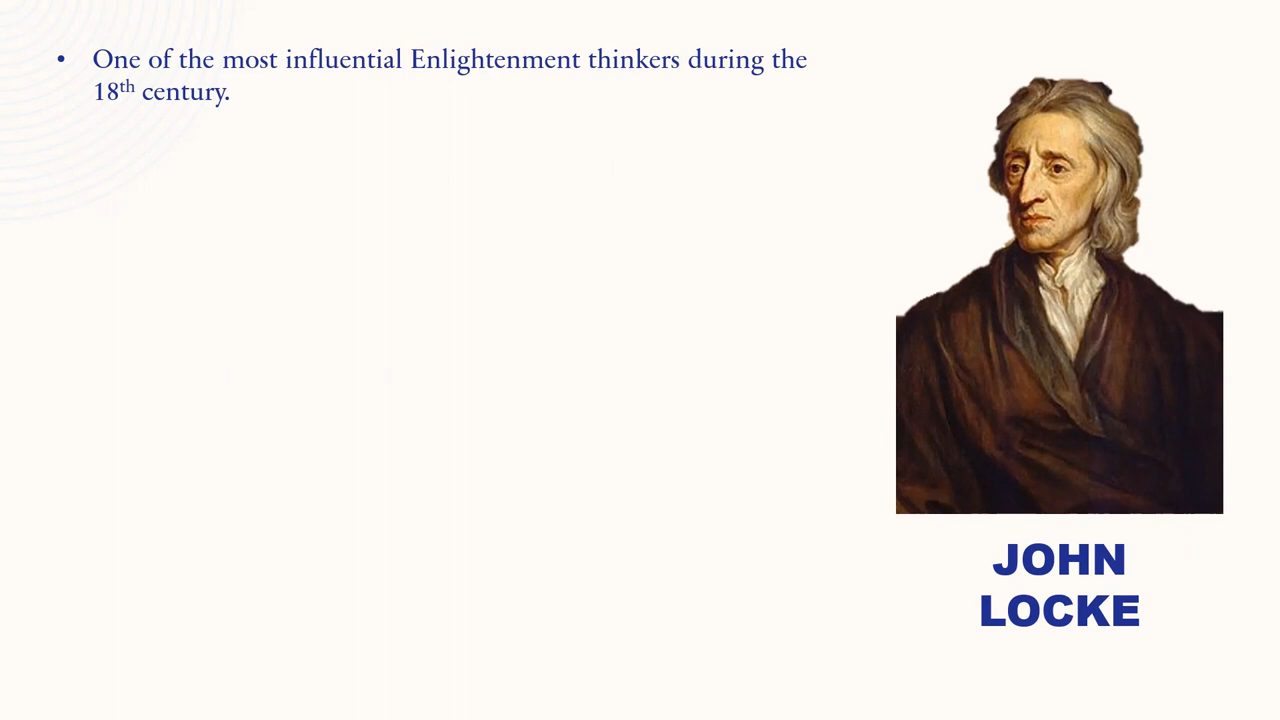 • One of the most influential Enlightenment thinkers during the
18th century.
JOHN
LOCKE